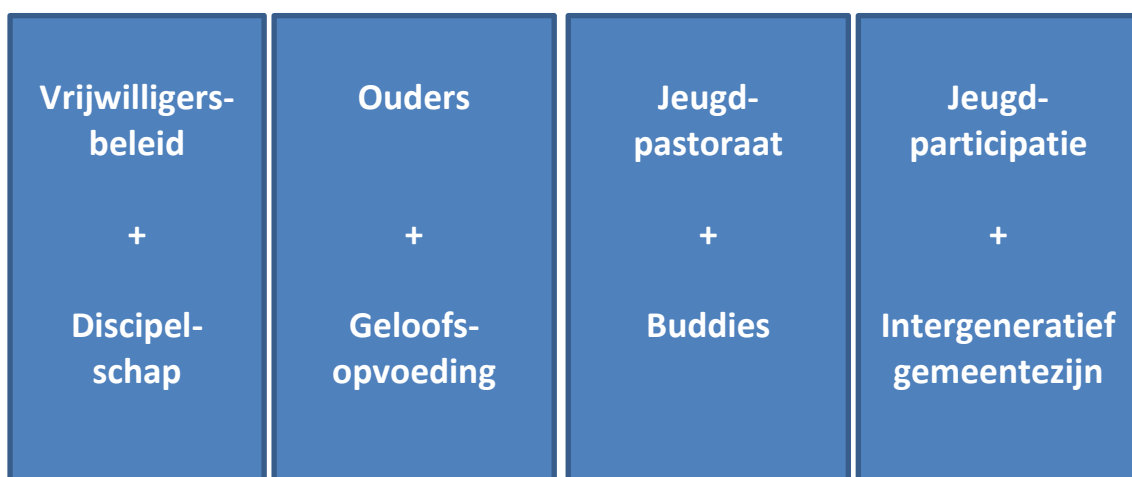 Vrijwilligers-
beleid
+
Discipel-
schap
Ouders
+
Geloofs-
opvoeding
Jeugd-
pastoraat
+
Buddies
Jeugd-
participatie
+
Intergeneratief
gemeentezijn